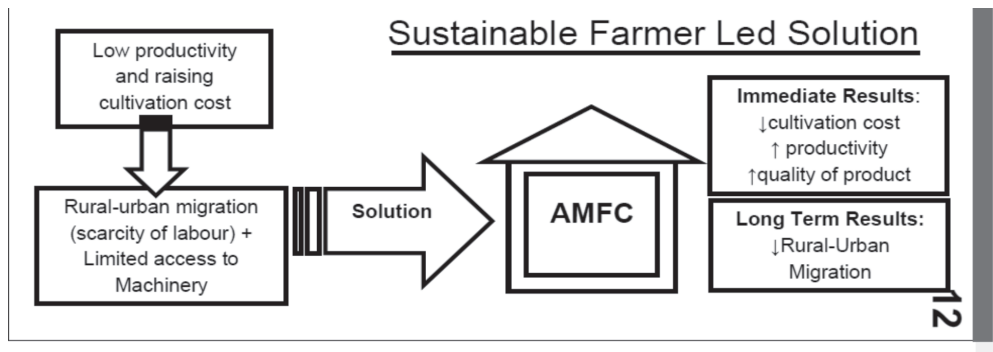 Sustainable Farmer Led Solution
Low productivity
and raising
cultivation cost
Rural-urban migration
(scarcity of labour) +
Limited access to
Machinery
Solution
AMFC
Immediate Results:
↓cultivation cost
↑ productivity
↑quality of product
Long Term Results:
↓Rural-Urban
Migration
12